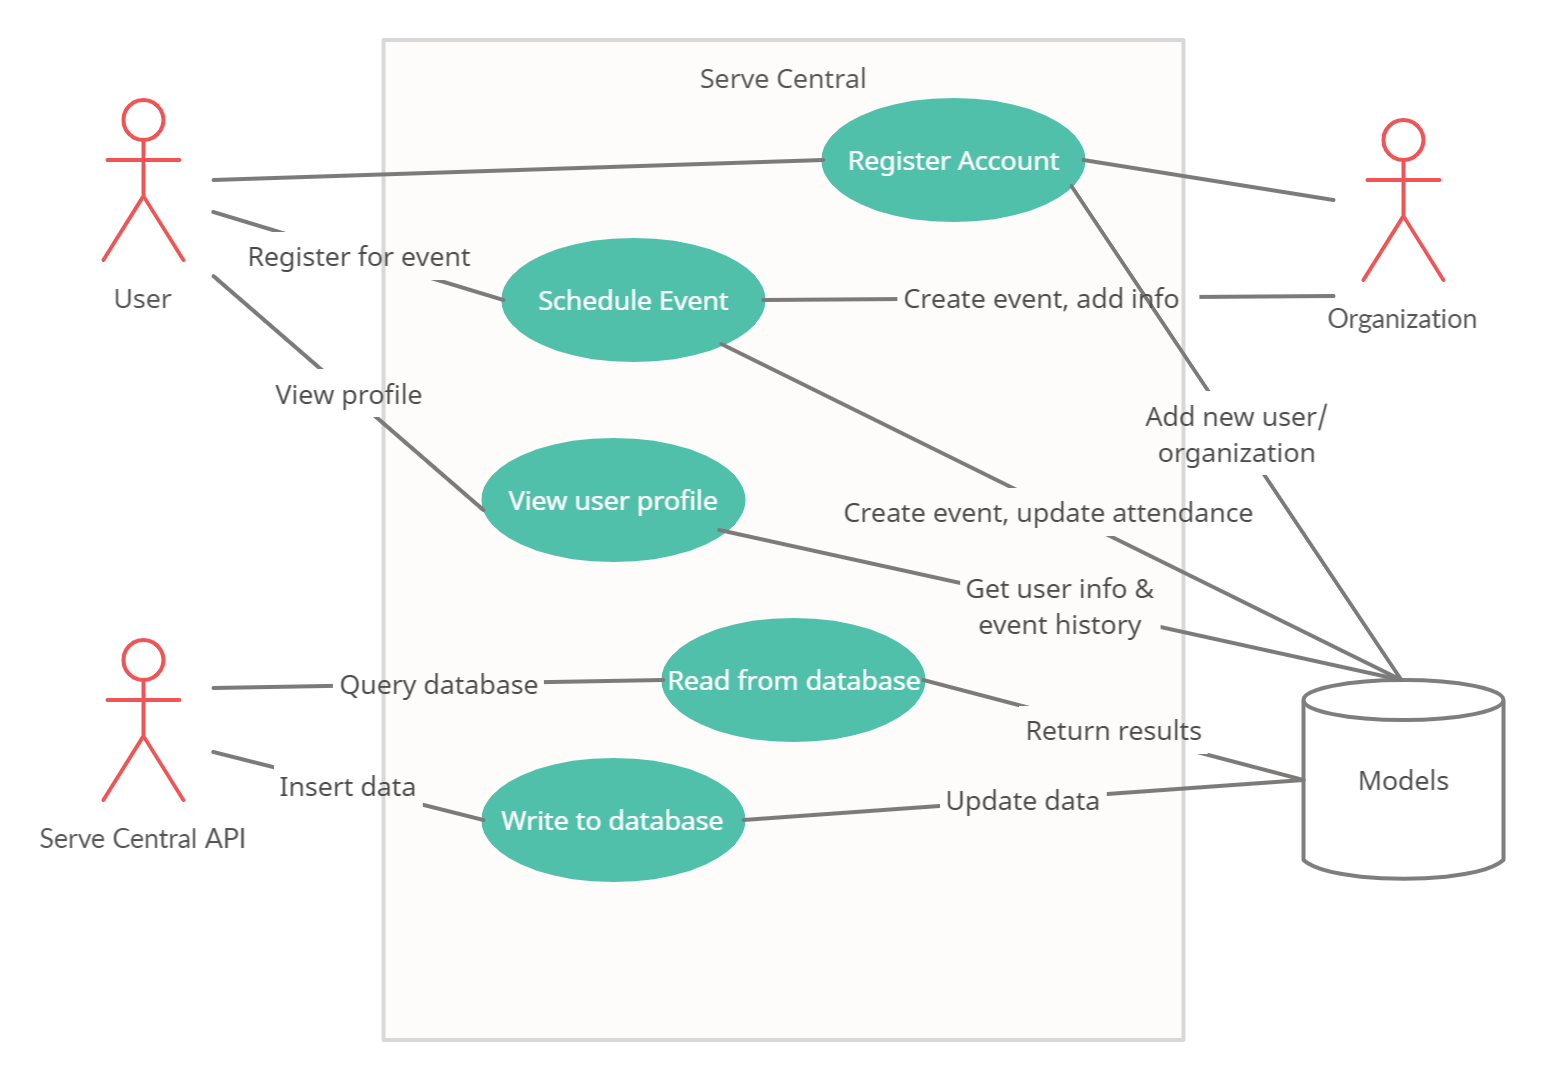 Serve Central
Register Account
Register for event
User
Schedule Event
Create event, add info
Organization
View profile
Add new user/
organization
View user profile
Create event, update attendance
Get user info &
event history
Query database
Read from database
Return results
Insert data
Write to database
Update data
Models
Serve Central API